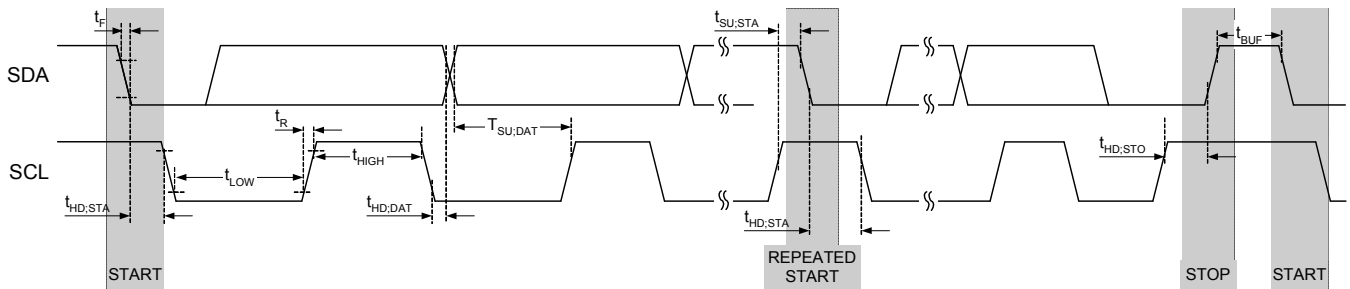 tF
tSU;STA
tBUF
SDA
tR
TSU;DAT
tHIGH
tHD;STO
SCL
tLOW
tHD;STA
tHD;DAT
tHD;STA
START
REPEATED
START
STOP
START